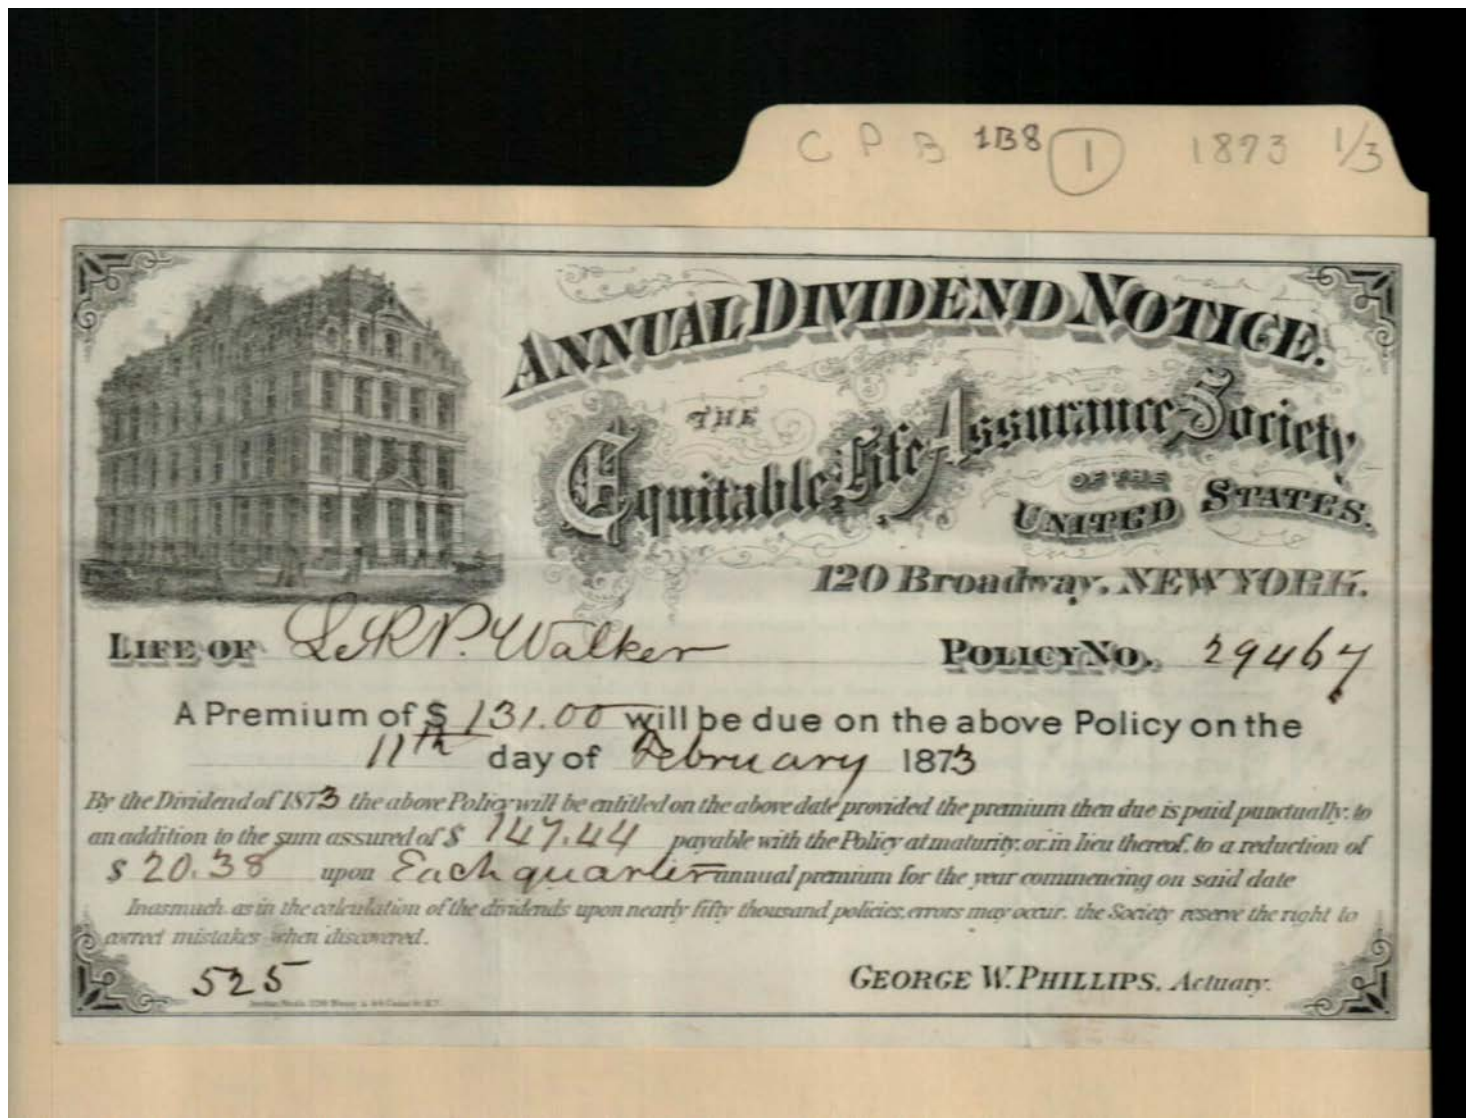 C P B 1B8 1 1873 1/3
ANNUAL DIVIDEND NOTICE.
THE
Equitable Life Assurance Society
OF THE
UNITED STATES.
120 Broadway, NEW YORK.
LIFE OF L. P. Walker POLICY NO. 29467
A Premium of $ 131.00 will be due on the above Policy on the
11th day of February 1873
By the Dividend of 1873 the above Policy will be entitled on the above date provided the premium then due is paid punctually, to
an addition to the sum assured of $ 147.44 payable with the Policy at maturity, or, in lieu thereof, to a reduction of
$ 20.38 upon Each quarter annual premium for the year commencing on said date
Inasmuch, as in the calculation of the dividends upon nearly fifty thousand policies, errors may occur, the Society reserve the right to
correct mistakes when discovered.
525
GEORGE W. PHILLIPS, Actuary.